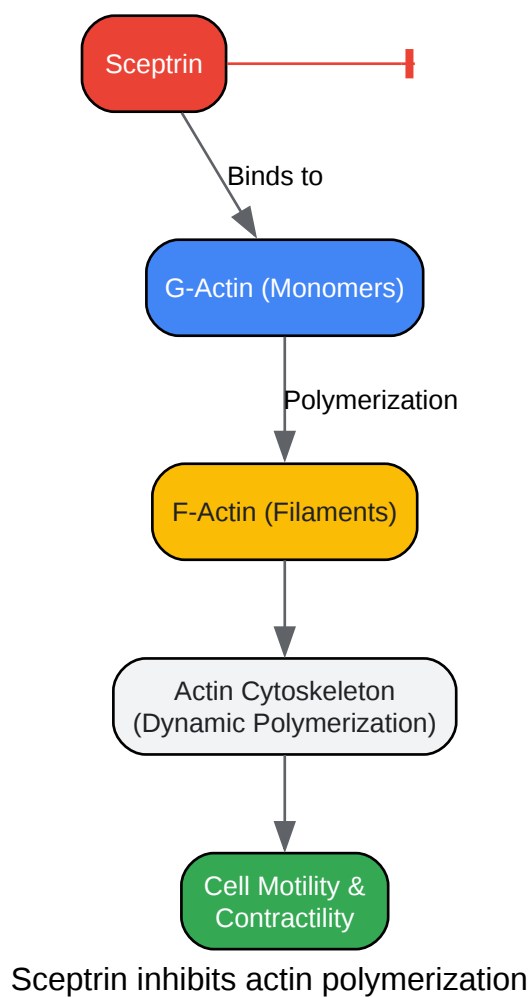 Sceptrin
Binds to
G-Actin (Monomers)
Polymerization
F-Actin (Filaments)
Actin Cytoskeleton
(Dynamic Polymerization)
Cell Motility &
Contractility
Sceptrin inhibits actin polymerization